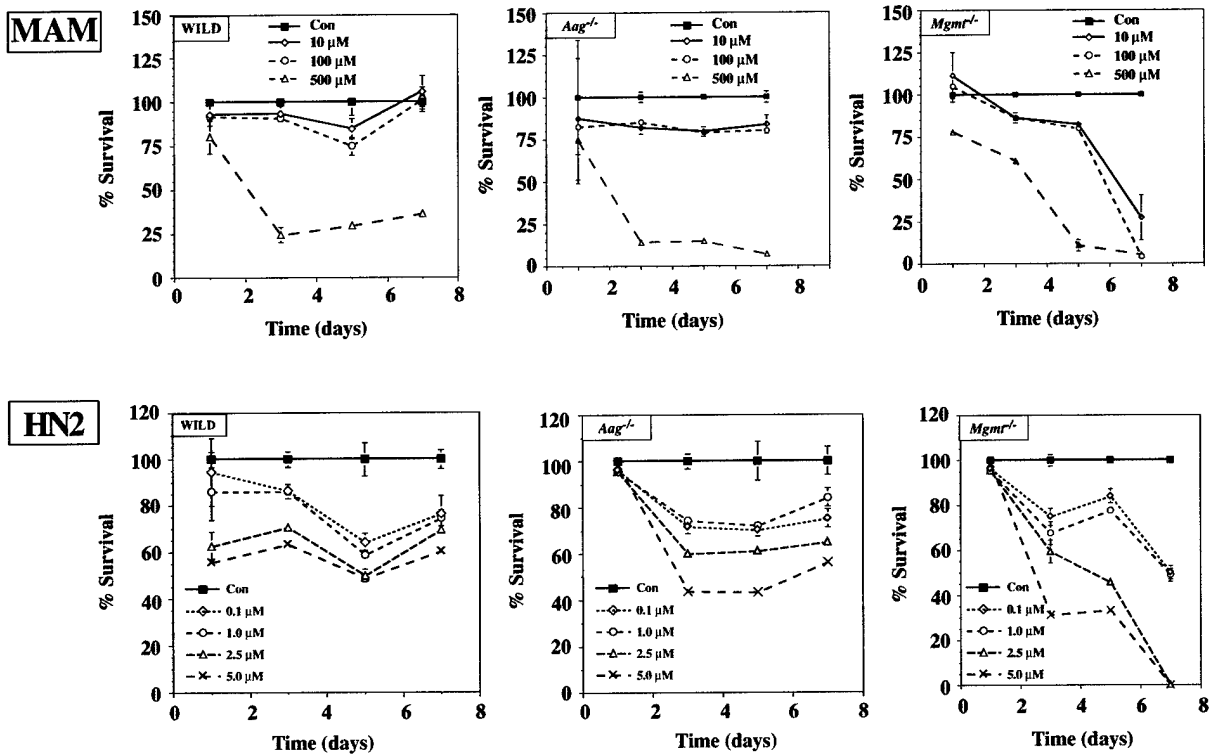 MAM
WILD
Con
10 µM
100 µM
500 µM
% Survival
150
125
100
75
50
25
0
0 2 4 6 8
Time (days)
Aag-/-
Con
10 µM
100 µM
500 µM
% Survival
150
125
100
75
50
25
0
0 2 4 6 8
Time (days)
Mgmt-/-
Con
10 µM
100 µM
500 µM
% Survival
150
125
100
75
50
25
0
0 2 4 6 8
Time (days)
HN2
WILD
Con
0.1 µM
1.0 µM
2.5 µM
5.0 µM
% Survival
120
100
80
60
40
20
0
0 2 4 6 8
Time (days)
Aag-/-
Con
0.1 µM
1.0 µM
2.5 µM
5.0 µM
% Survival
120
100
80
60
40
20
0
0 2 4 6 8
Time (days)
Mgmt-/-
Con
0.1 µM
1.0 µM
2.5 µM
5.0 µM
% Survival
120
100
80
60
40
20
0
0 2 4 6 8
Time (days)